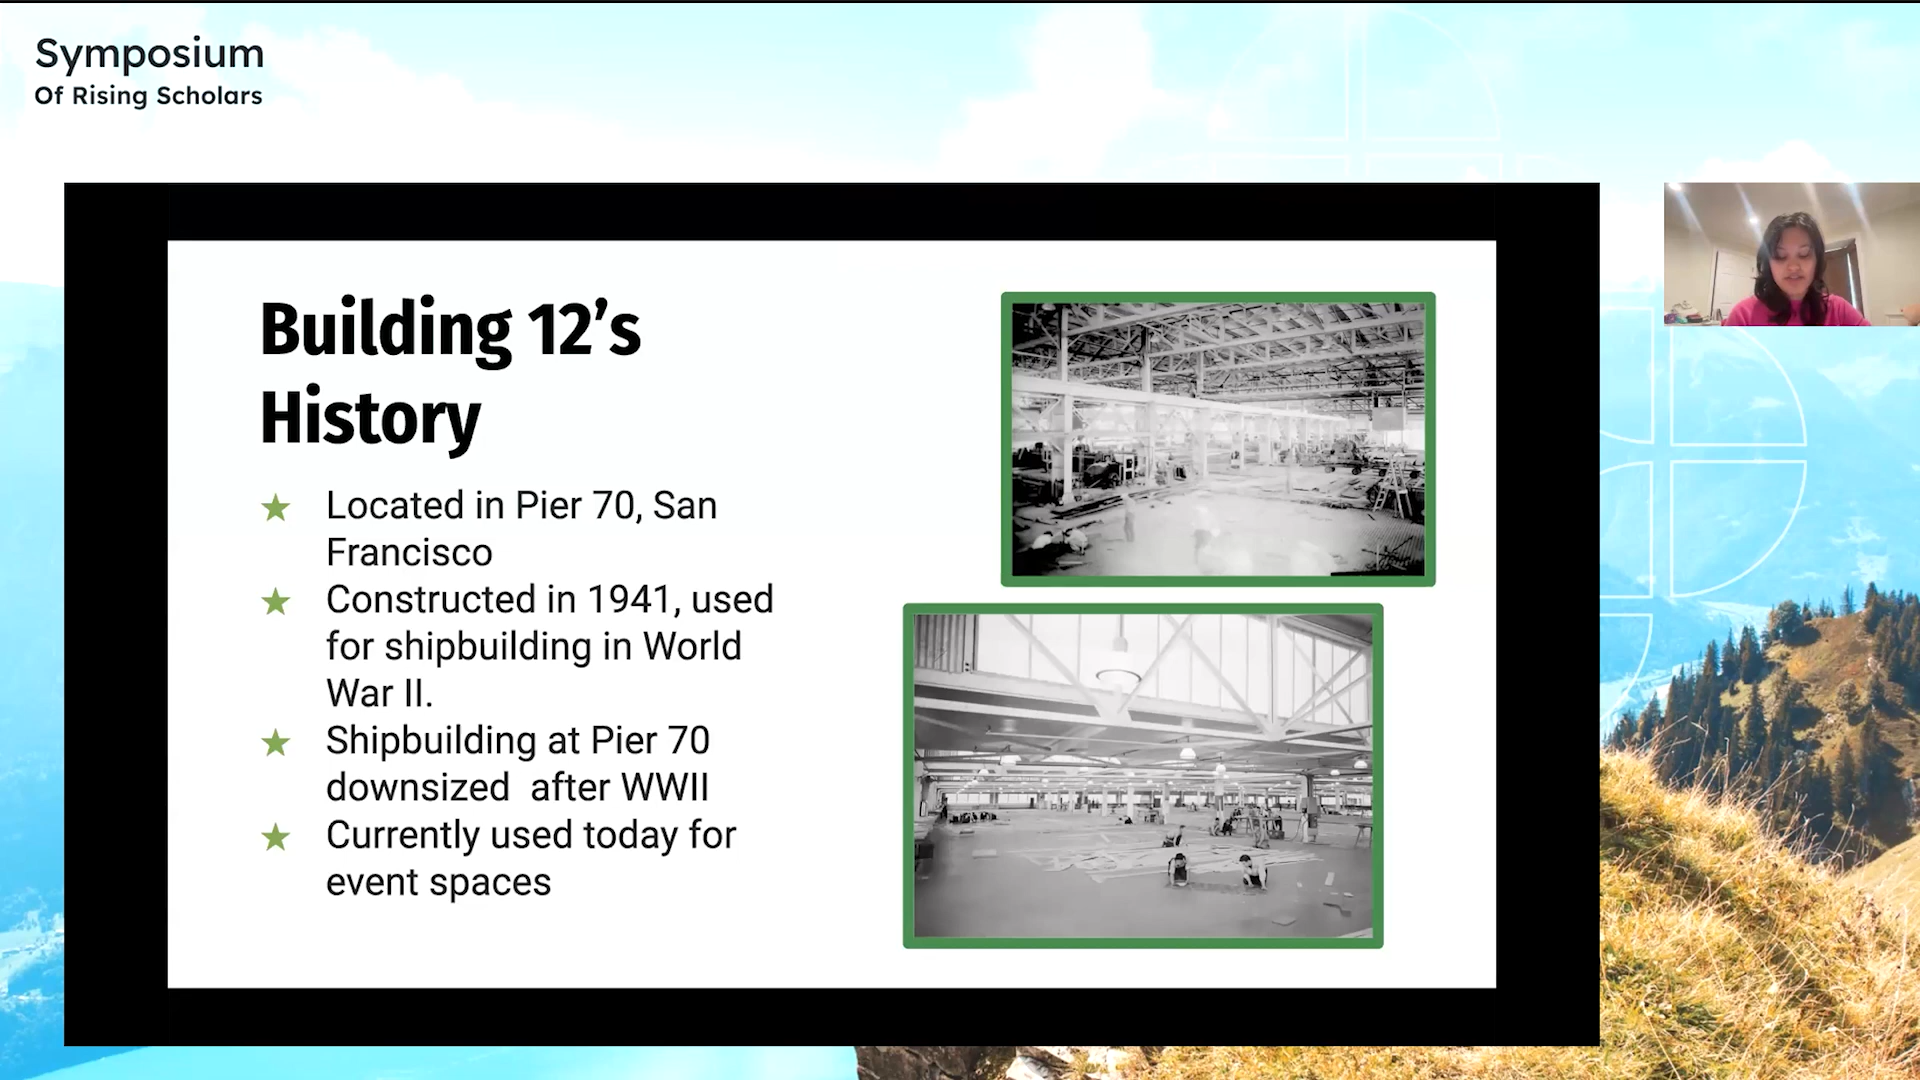 Symposium
Of Rising Scholars
Building 12’s
History
★ Located in Pier 70, San
Francisco
★ Constructed in 1941, used
for shipbuilding in World
War II.
★ Shipbuilding at Pier 70
downsized  after WWII
★ Currently used today for
event spaces